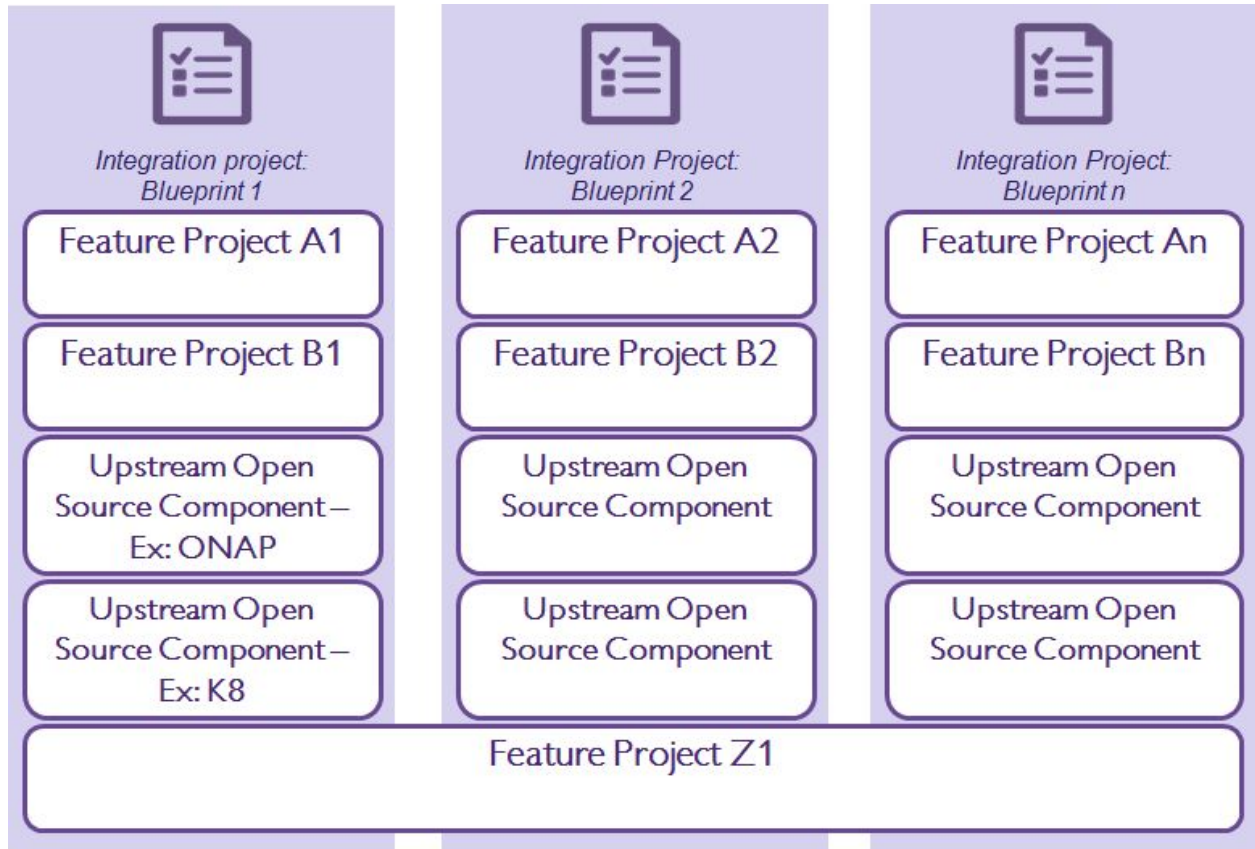 Integration project:
Blueprint 1
Feature Project A1
Feature Project B1
Upstream Open
Source Component –
Ex: ONAP
Upstream Open
Source Component –
Ex: K8
Integration Project:
Blueprint 2
Feature Project A2
Feature Project B2
Upstream Open
Source Component
Upstream Open
Source Component
Integration Project:
Blueprint n
Feature Project An
Feature Project Bn
Upstream Open
Source Component
Upstream Open
Source Component
Feature Project Z1